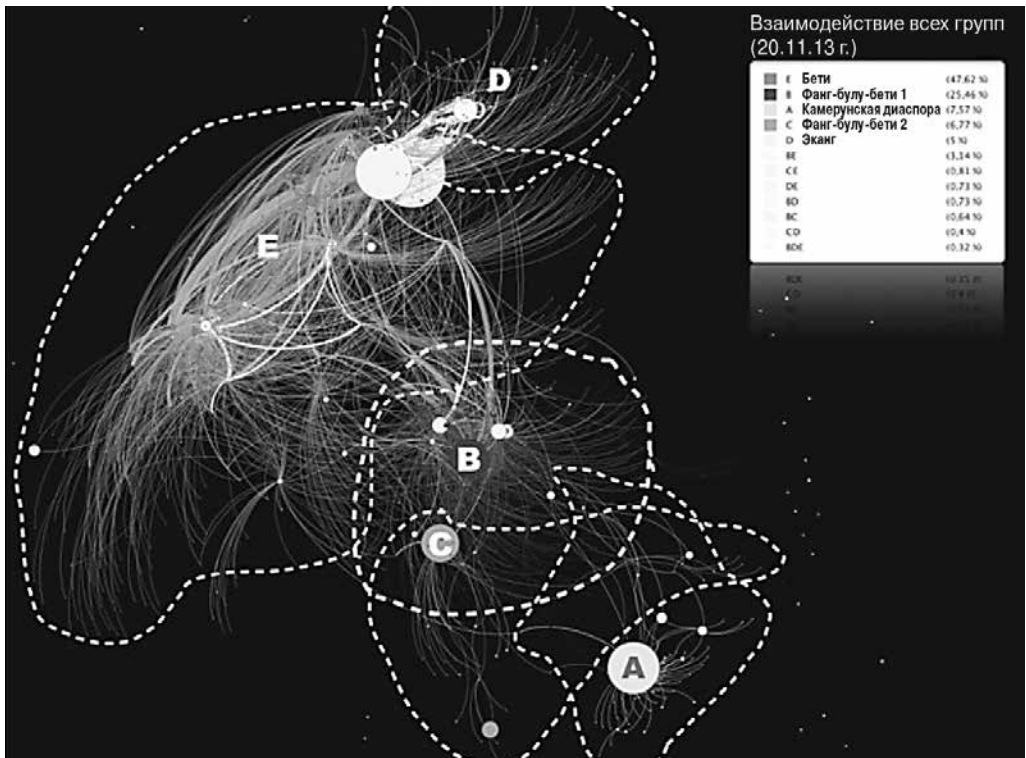 Взаимодействие всех групп
(20.11.13 г.)
E Бети (47,62 %)
B Фанг-булу-бети 1 (25,46 %)
A Камерунская диаспора (7,57 %)
C Фанг-булу-бети 2 (6,77 %)
D Эканг (5 %)
BE (3,14 %)
CE (0,81 %)
DE (0,73 %)
BD (0,73 %)
BC (0,64 %)
CD (0,4 %)
BDE (0,32 %)
D
E
B
C
A